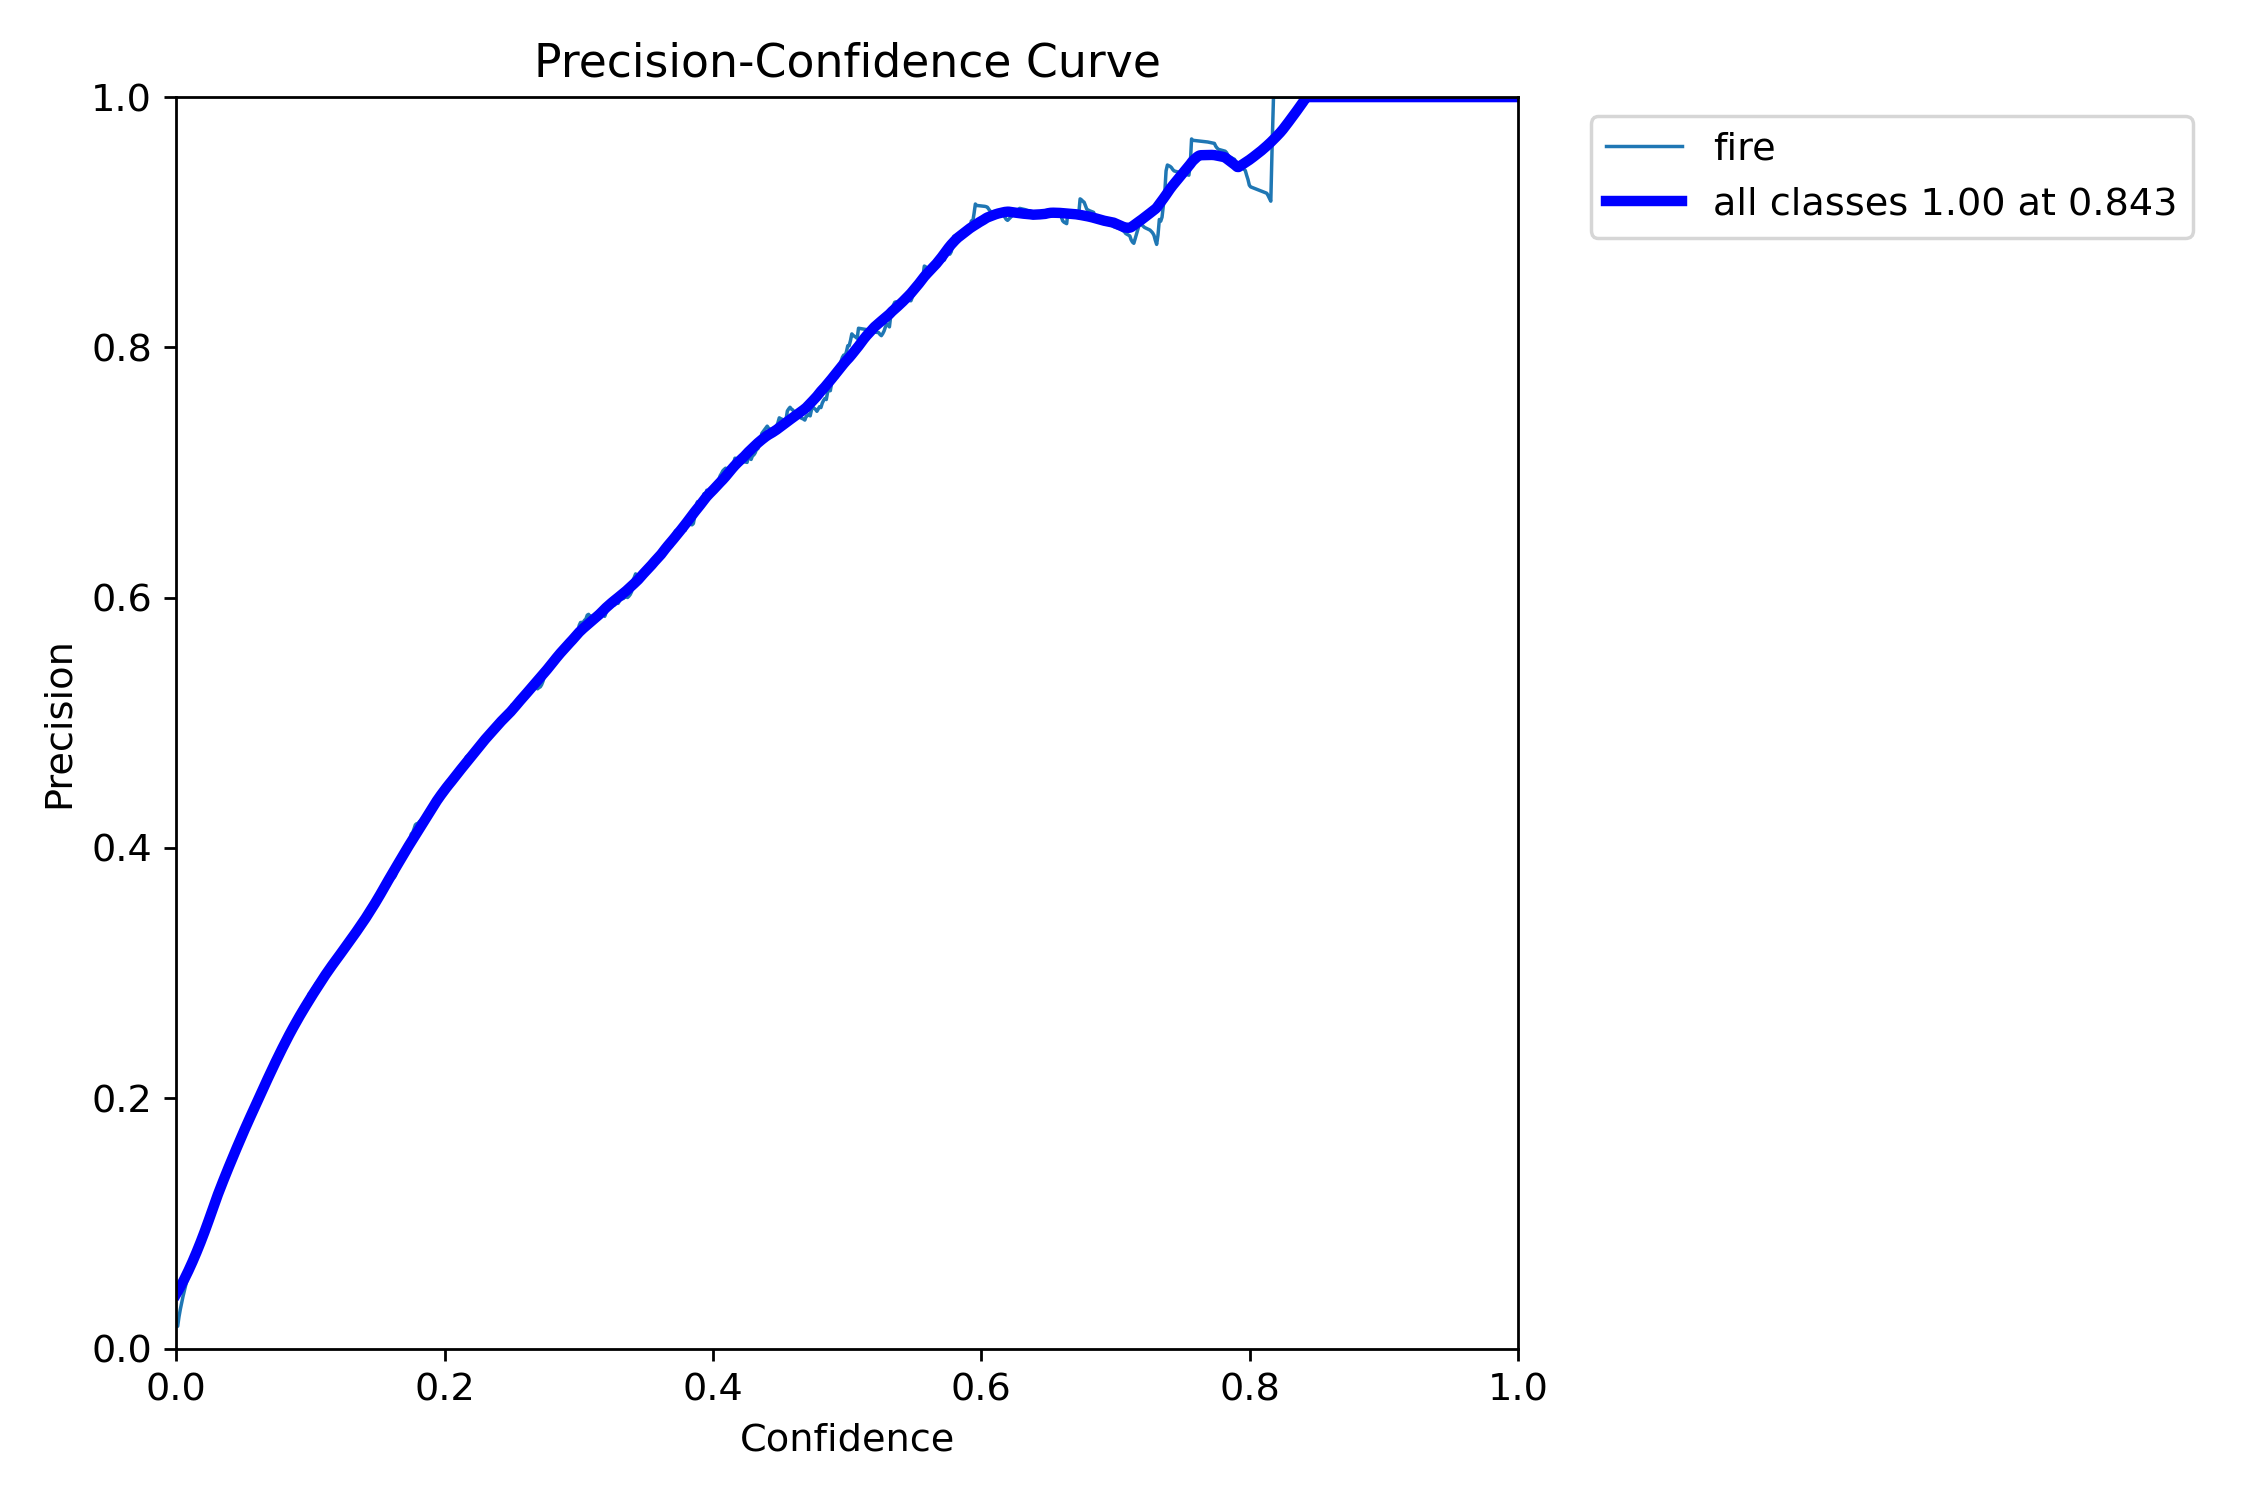 Precision-Confidence Curve
fire
all classes 1.00 at 0.843
Precision
1.0
0.8
0.6
0.4
0.2
0.0
0.0 0.2 0.4 0.6 0.8 1.0
Confidence